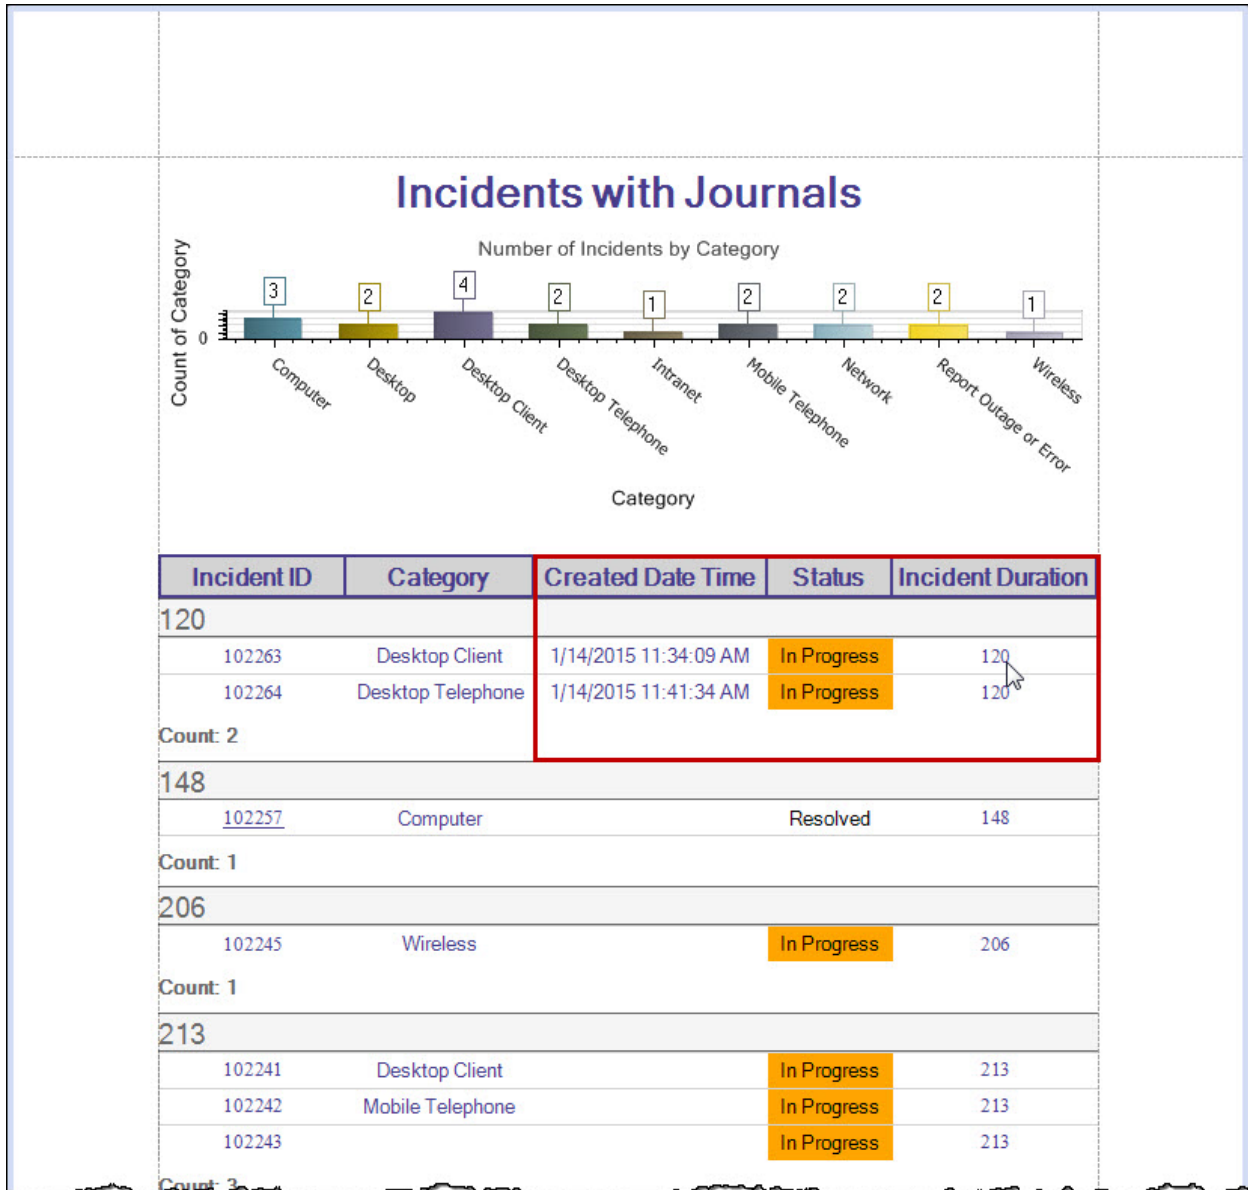 Incidents with Journals
Number of Incidents by Category
Count of Category
3 2 4 2 1 2 2 2 1
0
Computer Desktop Desktop Client Desktop Telephone Intranet Mobile Telephone Network Report Outage or Error Wireless
Category
Incident ID Category Created Date Time Status Incident Duration
120
102263 Desktop Client 1/14/2015 11:34:09 AM In Progress 120
102264 Desktop Telephone 1/14/2015 11:41:34 AM In Progress 120
Count: 2
148
102257 Computer Resolved 148
Count: 1
206
102245 Wireless In Progress 206
Count: 1
213
102241 Desktop Client In Progress 213
102242 Mobile Telephone In Progress 213
102243 In Progress 213
Count: 3